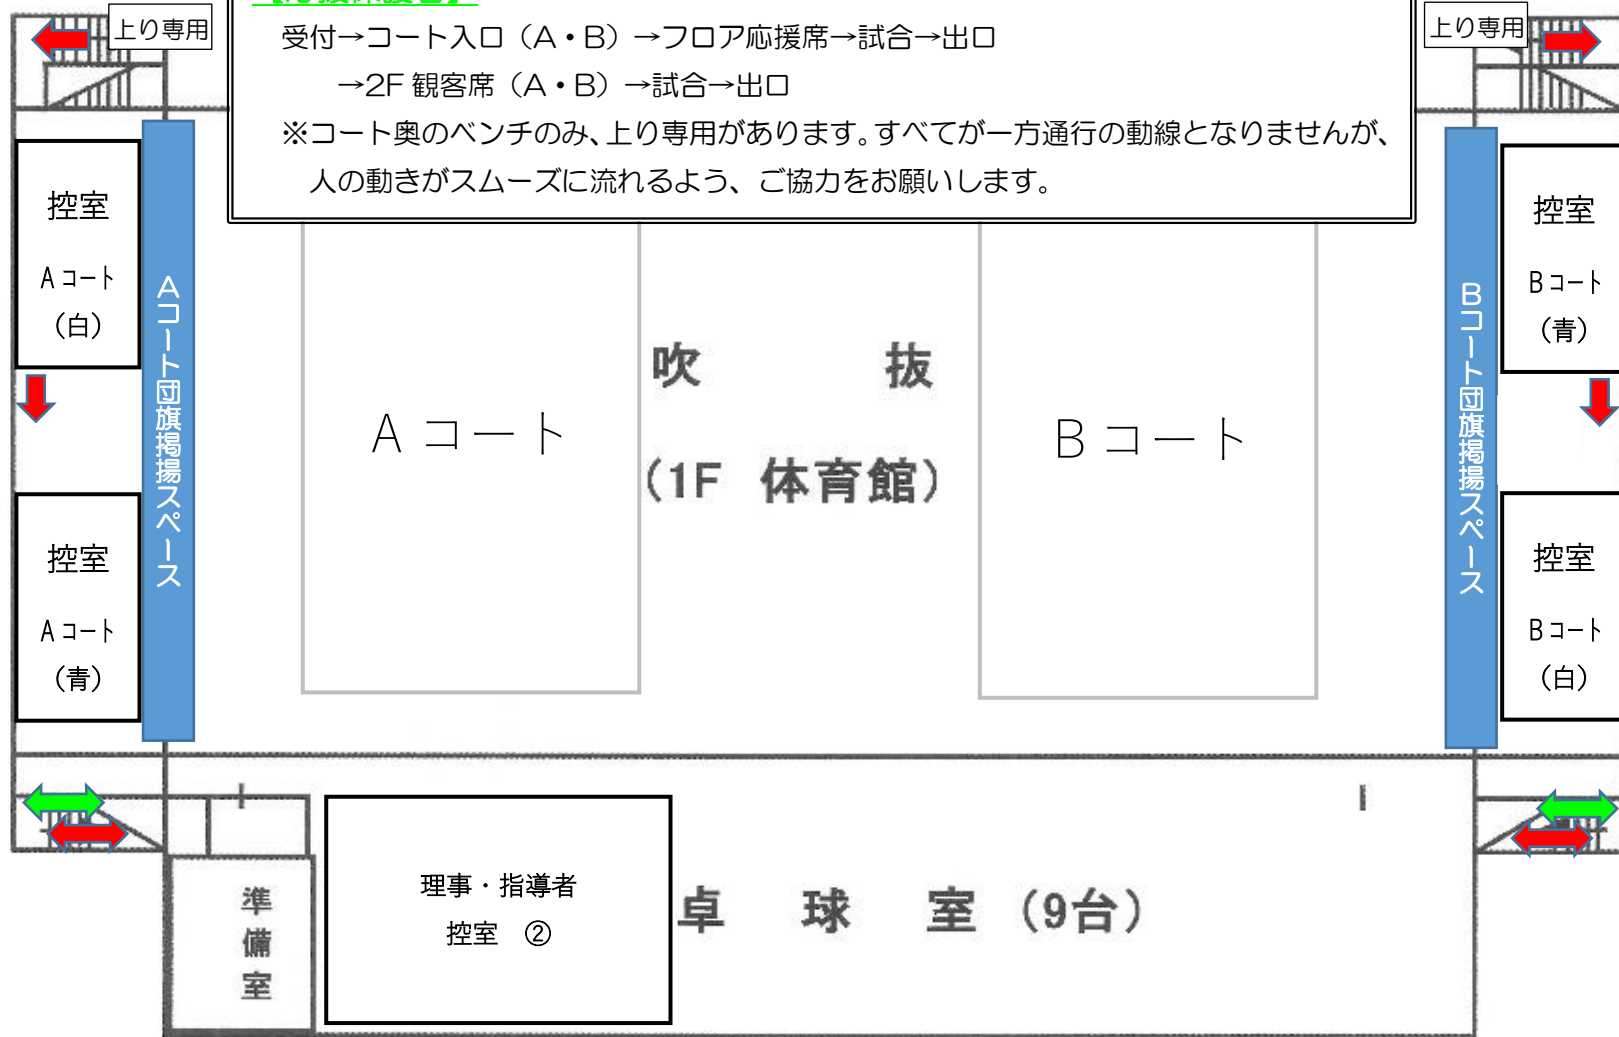 上り専用
上り専用
受付→コート入口（A・B）→フロア応援席→試合→出口
→2F 観客席（A・B）→試合→出口
※コート奥のベンチのみ、上り専用があります。すべてが一方通行の動線となりませんが、
人の動きがスムーズに流れるよう、ご協力をお願いします。
控室
Aコート
（白）
控室
Aコート
（青）
Aコート団旗掲揚スペース
Aコート
吹抜
（1F 体育館）
Bコート
Bコート団旗掲揚スペース
控室
Bコート
（青）
控室
Bコート
（白）
準備室
理事・指導者
控室 ②
卓球室（9台）